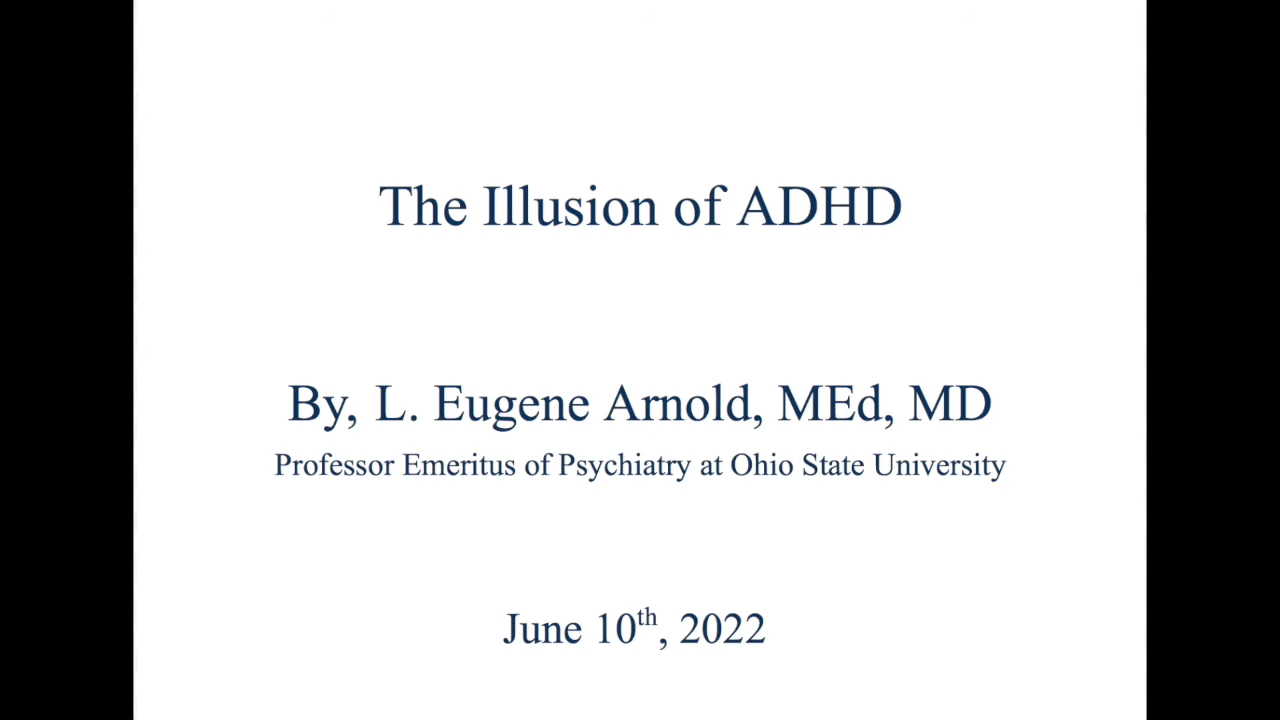 The Illusion of ADHD
By, L. Eugene Arnold, MEd, MD
Professor Emeritus of Psychiatry at Ohio State University
June 10th, 2022